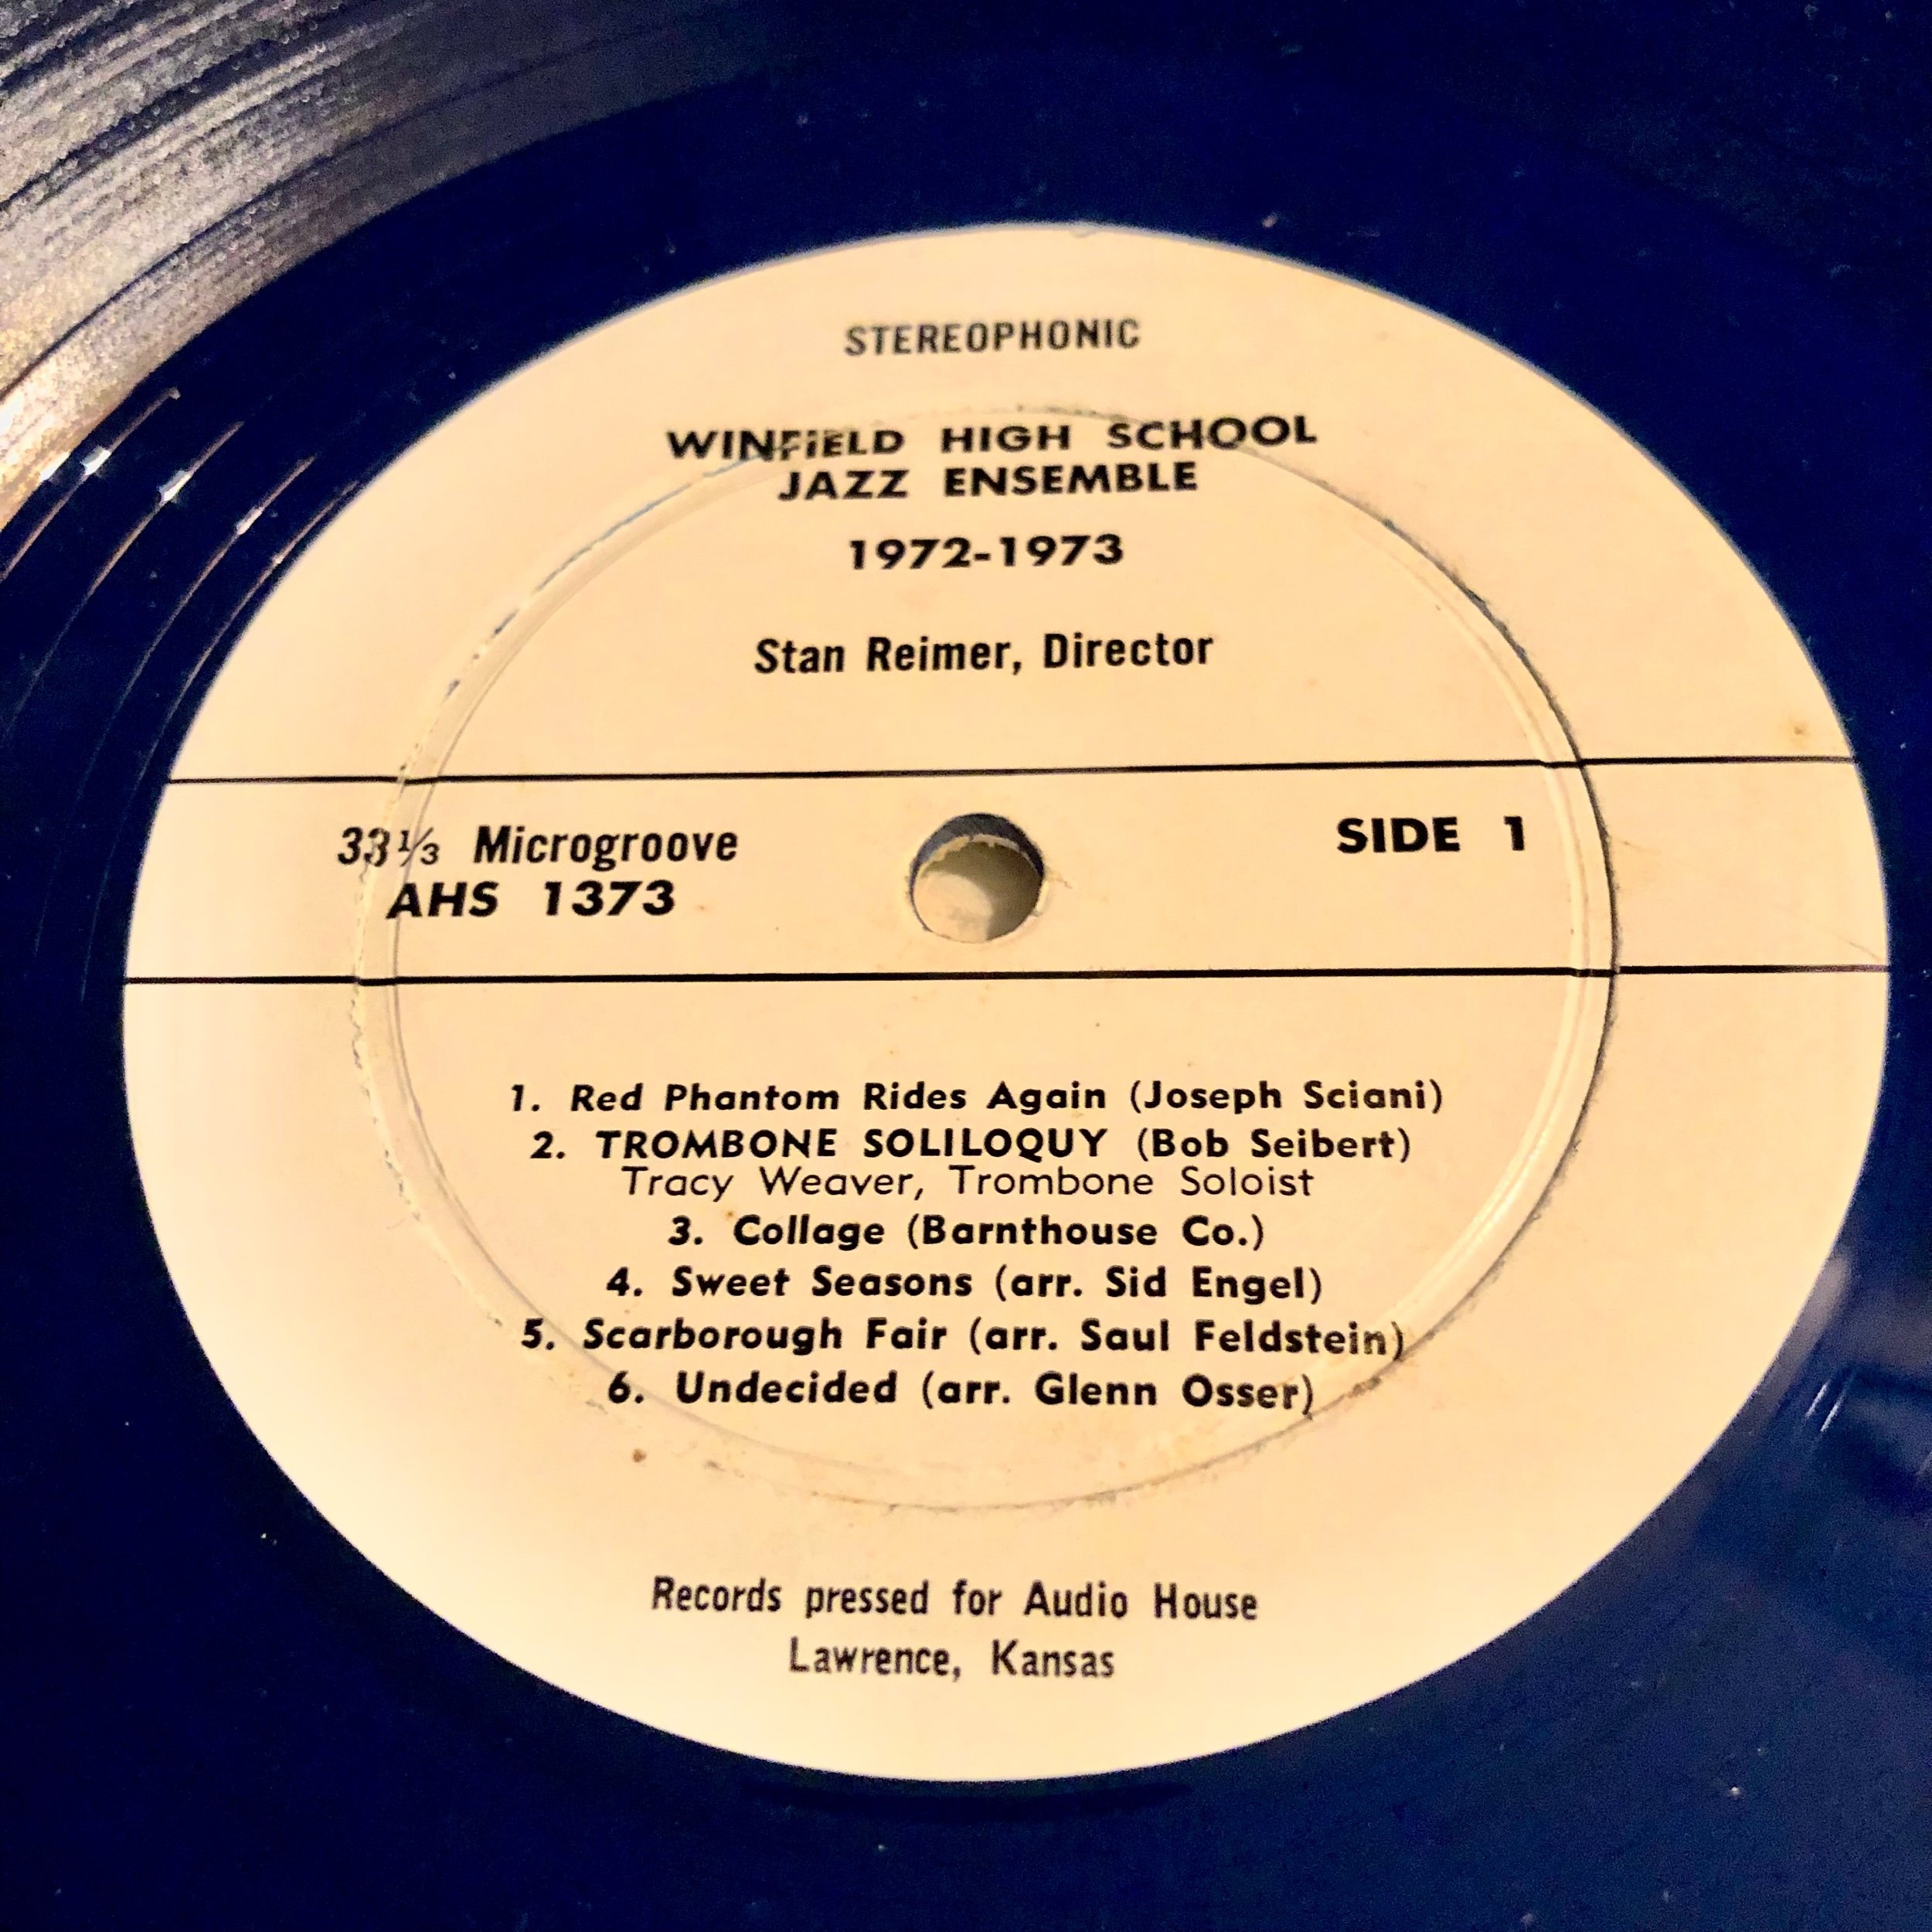 STEREOPHONIC
WINFIELD HIGH SCHOOL
JAZZ ENSEMBLE
1972-1973
Stan Reimer, Director
33⅓ Microgroove
AHS 1373
SIDE 1
1. Red Phantom Rides Again (Joseph Sciani)
2. TROMBONE SOLILOQUY (Bob Seibert)
Tracy Weaver, Trombone Soloist
3. Collage (Barnthouse Co.)
4. Sweet Seasons (arr. Sid Engel)
5. Scarborough Fair (arr. Saul Feldstein)
6. Undecided (arr. Glenn Osser)
Records pressed for Audio House
Lawrence, Kansas